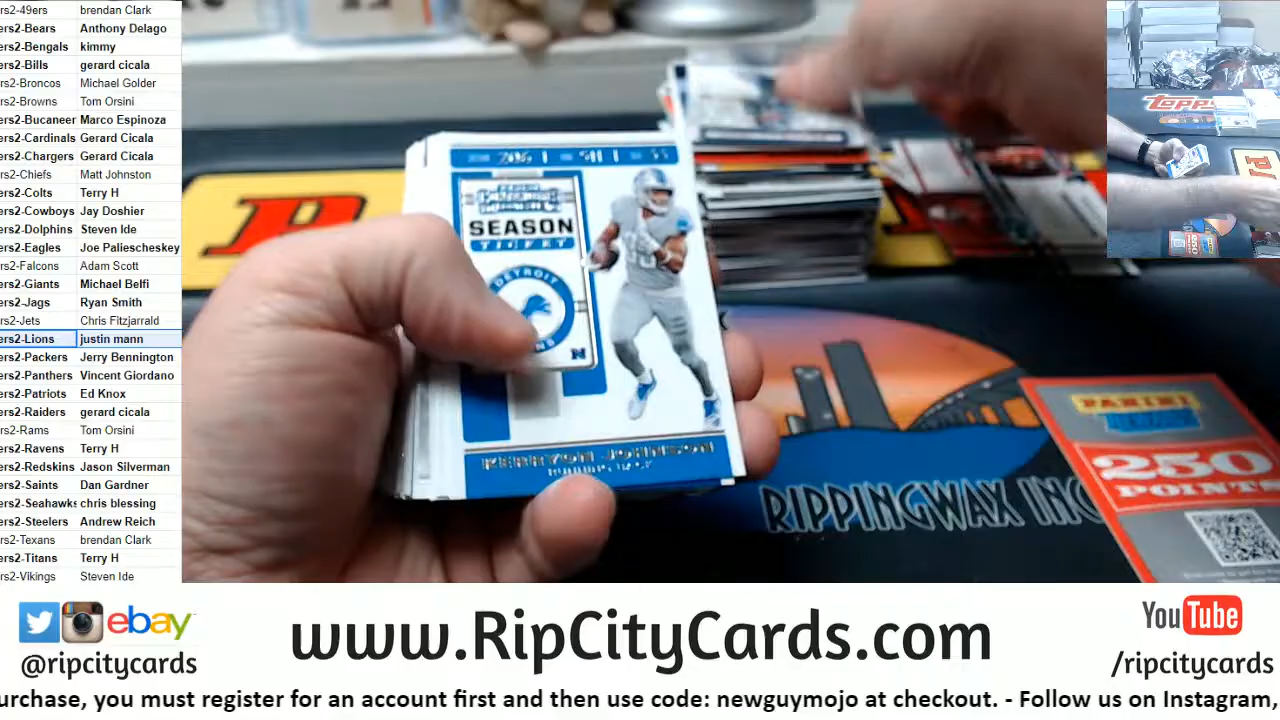 rs2-49ers brendan Clark
ers2-Bears Anthony Delago
ers2-Bengals kimmy
ers2-Bills gerard cicala
rs2-Broncos Michael Golder
rs2-Browns Tom Orsini
ers2-Bucaneer Marco Espinoza
ers2-Cardinals Gerard Cicala
ers2-Chargers Gerard Cicala
rs2-Chiefs Matt Johnston
ers2-Colts Terry H
ers2-Cowboys Jay Doshier
ers2-Dolphins Steven Ide
ers2-Eagles Joe Paliescheskey
rs2-Falcons Adam Scott
ers2-Giants Michael Belfi
ers2-Jags Ryan Smith
rs2-Jets Chris Fitzjarrald
ers2-Lions justin mann
ers2-Packers Jerry Bennington
ers2-Panthers Vincent Giordano
ers2-Patriots Ed Knox
ers2-Raiders gerard cicala
rs2-Rams Tom Orsini
ers2-Ravens Terry H
ers2-Redskins Jason Silverman
ers2-Saints Dan Gardner
ers2-Seahawks chris blessing
ers2-Steelers Andrew Reich
rs2-Texans brendan Clark
ers2-Titans Terry H
rs2-Vikings Steven Ide
SEASON
TICKET
DETROIT
KERRYON JOHNSON
RIPPINGWAX INC
PANINI
250
POINTS
Topps
ebay
@ripcitycards
www.RipCityCards.com
YouTube
/ripcitycards
urchase, you must register for an account first and then use code: newguymojo at checkout. - Follow us on Instagram,